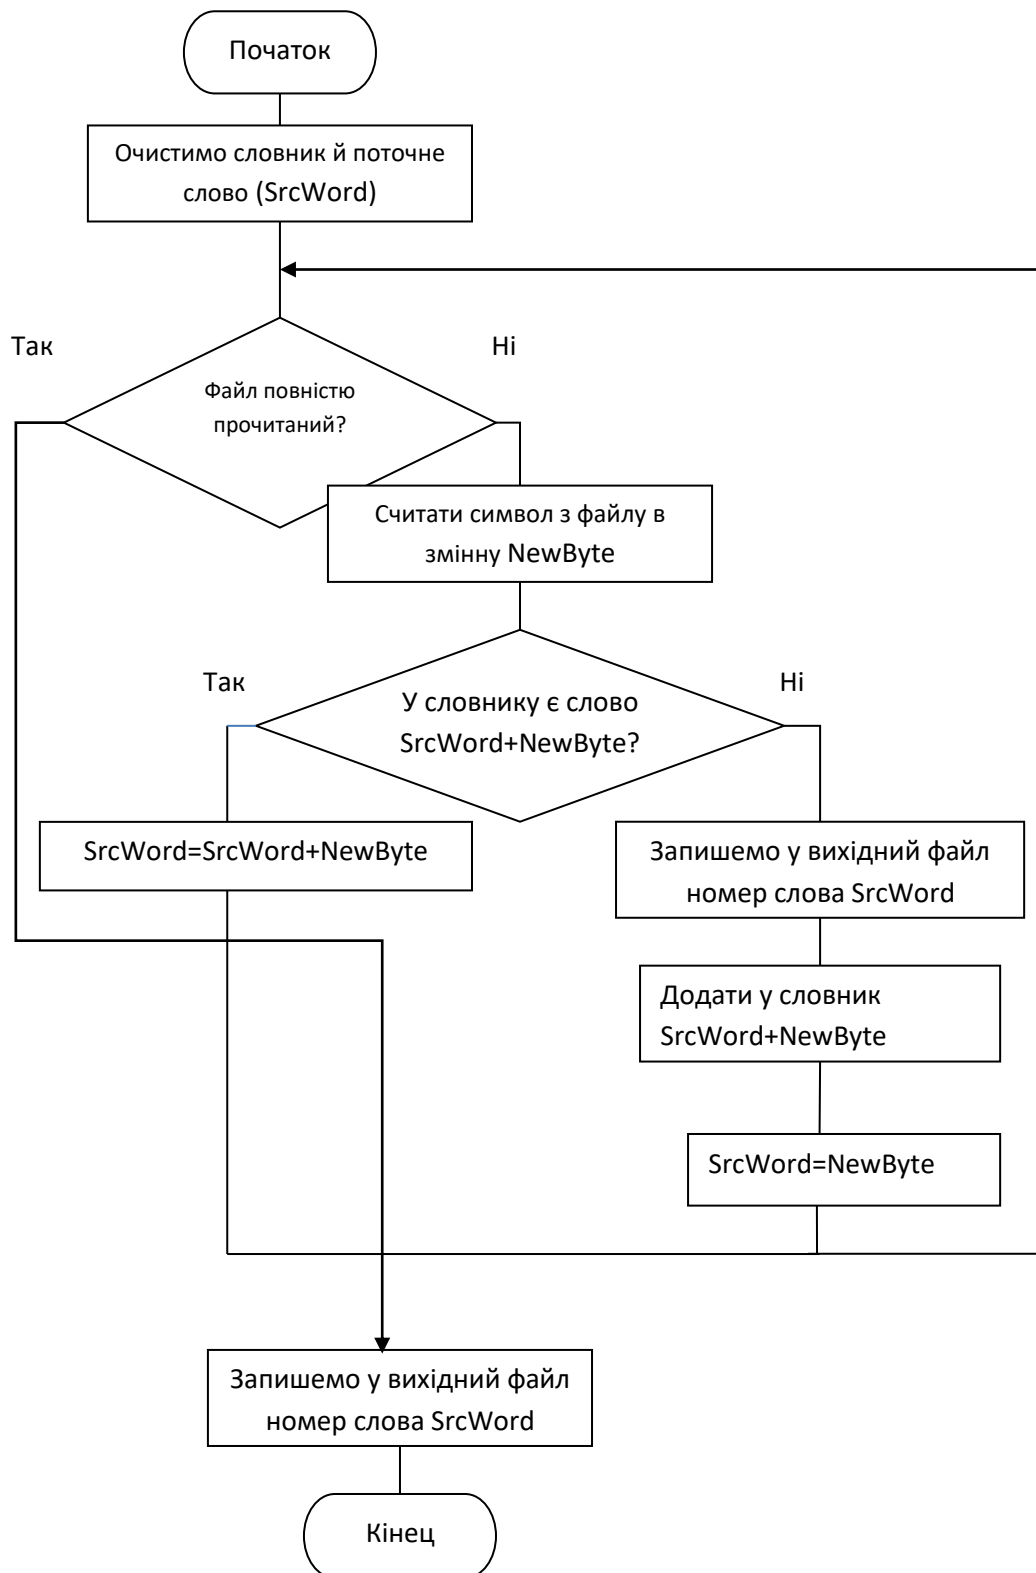 Початок
Очистимо словник й поточне
слово (SrcWord)
Так
Ні
Файл повністю
прочитаний?
Считати символ з файлу в
змінну NewByte
Так
Ні
У словнику є слово
SrcWord+NewByte?
SrcWord=SrcWord+NewByte
Запишемо у вихідний файл
номер слова SrcWord
Додати у словник
SrcWord+NewByte
SrcWord=NewByte
Запишемо у вихідний файл
номер слова SrcWord
Кінец